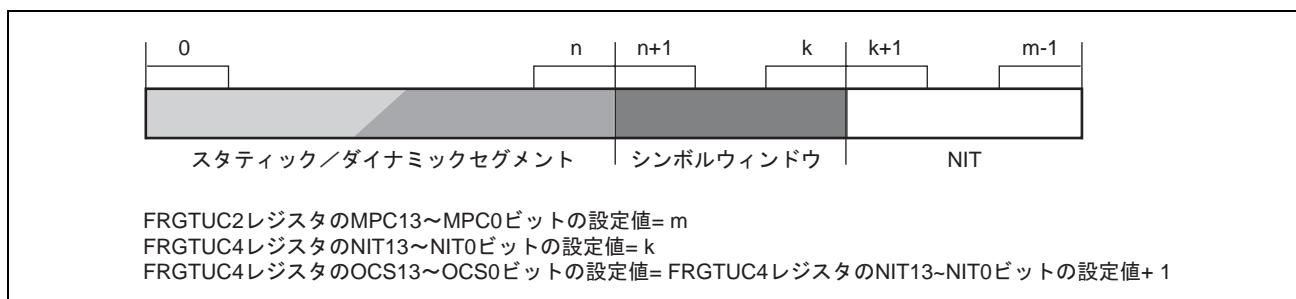 0 n n+1 k k+1 m-1
スタティック／ダイナミックセグメント シンボルウィンドウ NIT
FRGTUC2レジスタのMPC13～MPC0ビットの設定値= m
FRGTUC4レジスタのNIT13～NIT0ビットの設定値= k
FRGTUC4レジスタのOCS13～OCS0ビットの設定値= FRGTUC4レジスタのNIT13~NIT0ビットの設定値+ 1